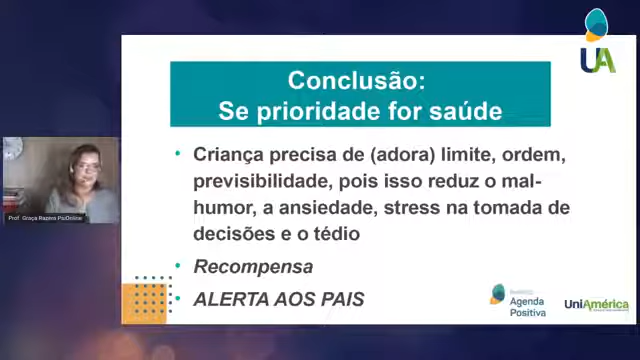 UA
Conclusão:
Se prioridade for saúde
• Criança precisa de (adora) limite, ordem,
previsibilidade, pois isso reduz o mal-
humor, a ansiedade, stress na tomada de
decisões e o tédio
• Recompensa
• ALERTA AOS PAIS
Prof. Graça Rapins PsiOnline
Agenda
Positiva
UniAmérica